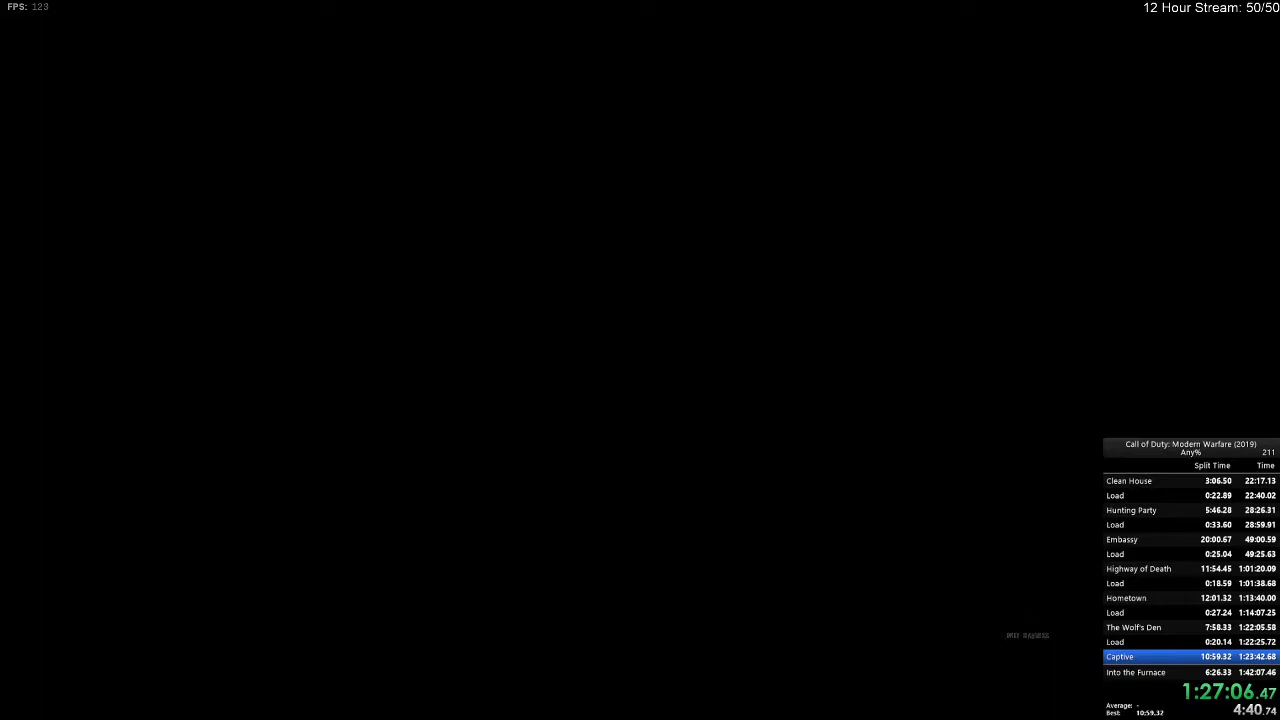 FPS: 123
12 Hour Stream: 50/50
Call of Duty: Modern Warfare (2019)
Any% 211
Split Time Time
Clean House 3:06.50 22:17.13
Load 0:22.89 22:40.02
Hunting Party 5:46.28 28:26.31
Load 0:33.60 28:59.91
Embassy 20:00.67 49:00.59
Load 0:25.04 49:25.63
Highway of Death 11:54.45 1:01:20.09
Load 0:18.59 1:01:38.68
Hometown 12:01.32 1:13:40.00
Load 0:27.24 1:14:07.25
The Wolf's Den 7:58.33 1:22:05.58
Load 0:20.14 1:22:25.72
Captive 10:59.32 1:23:42.68
Into the Furnace 6:26.33 1:42:07.46
1:27:06.47
Average: -
Best: 10:59.32
4:40.74